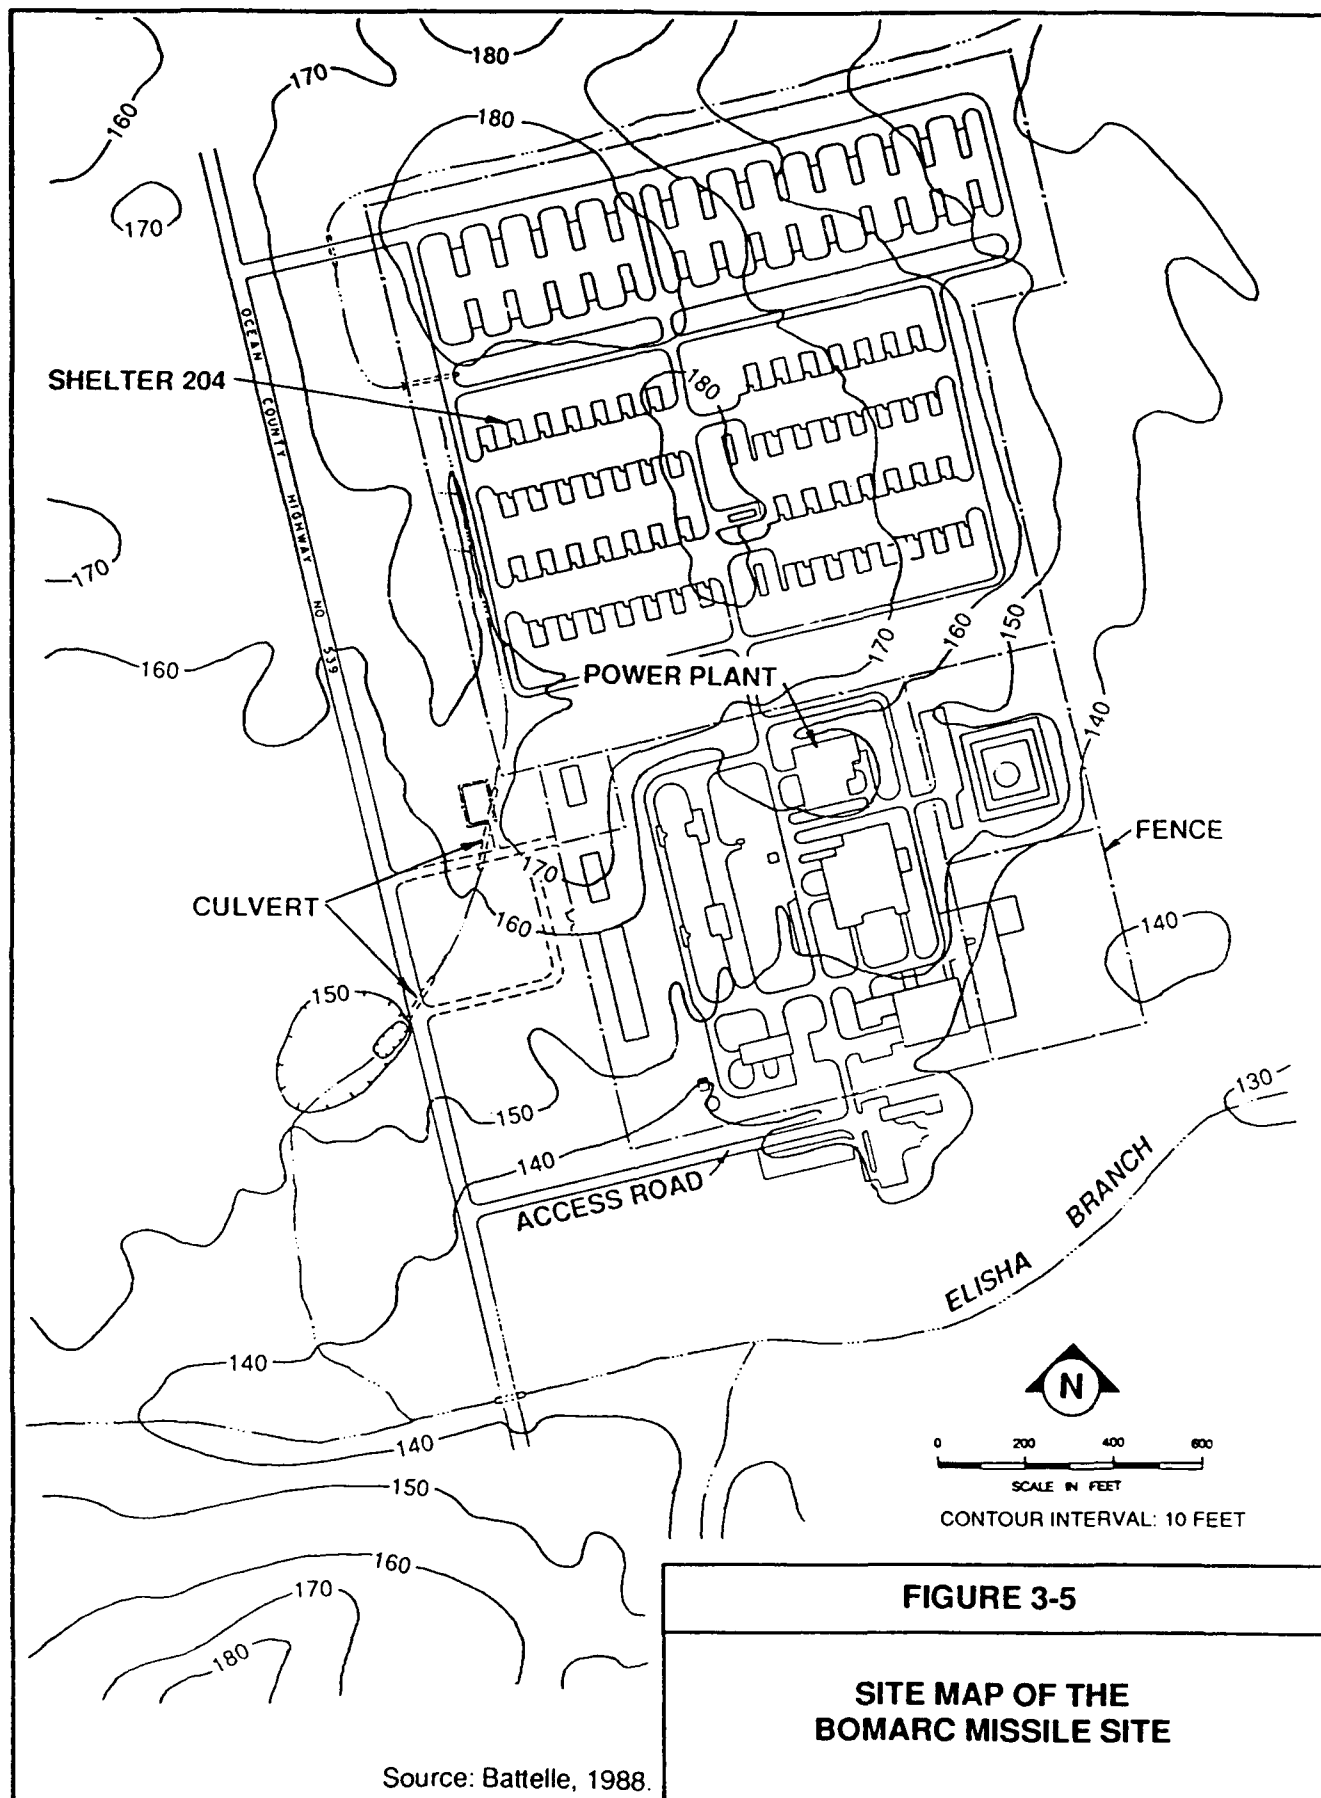 180
170
180
160
170
OCEAN COUNTY HIGHWAY NO 539
SHELTER 204
180
170
150
160
160
170
POWER PLANT
140
FENCE
170
CULVERT
160
140
150
150
130
140
ACCESS ROAD
ELISHA BRANCH
140
N
140
0 200 400 600
150
SCALE IN FEET
CONTOUR INTERVAL: 10 FEET
160
170
180
FIGURE 3-5
SITE MAP OF THE
BOMARC MISSILE SITE
Source: Battelle, 1988.